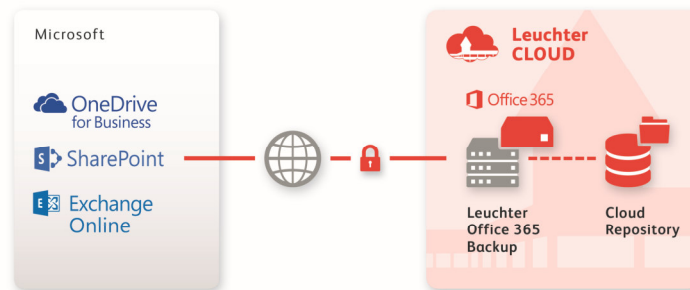 Microsoft
OneDrive
for Business
S SharePoint
E Exchange
Online
Leuchter
CLOUD
Office 365
Leuchter
Office 365
Backup
Cloud
Repository